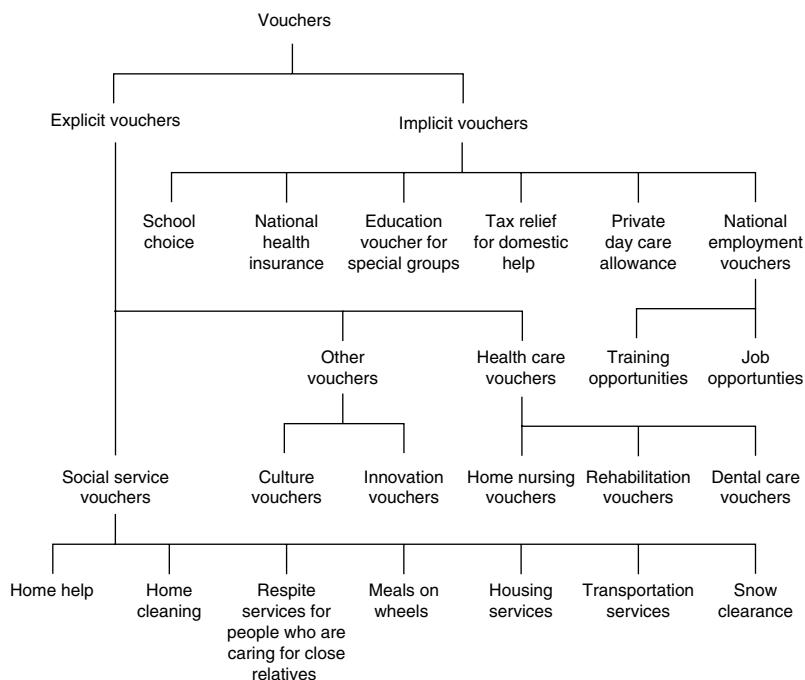 Vouchers
Explicit vouchers
Implicit vouchers
School
choice
National
health
insurance
Education
voucher for
special groups
Tax relief
for domestic
help
Private
day care
allowance
National
employment
vouchers
Other
vouchers
Health care
vouchers
Training
opportunities
Job
opportunties
Social service
vouchers
Culture
vouchers
Innovation
vouchers
Home nursing
vouchers
Rehabilitation
vouchers
Dental care
vouchers
Home help
Home
cleaning
Respite
services for
people who are
caring for close
relatives
Meals on
wheels
Housing
services
Transportation
services
Snow
clearance